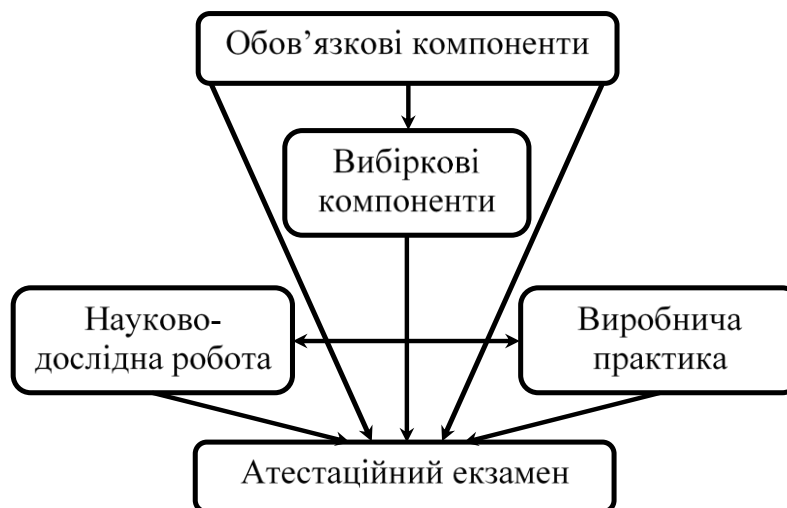 Обов’язкові компоненти
Вибіркові
компоненти
Науково-
дослідна робота
Виробнича
практика
Атестаційний екзамен